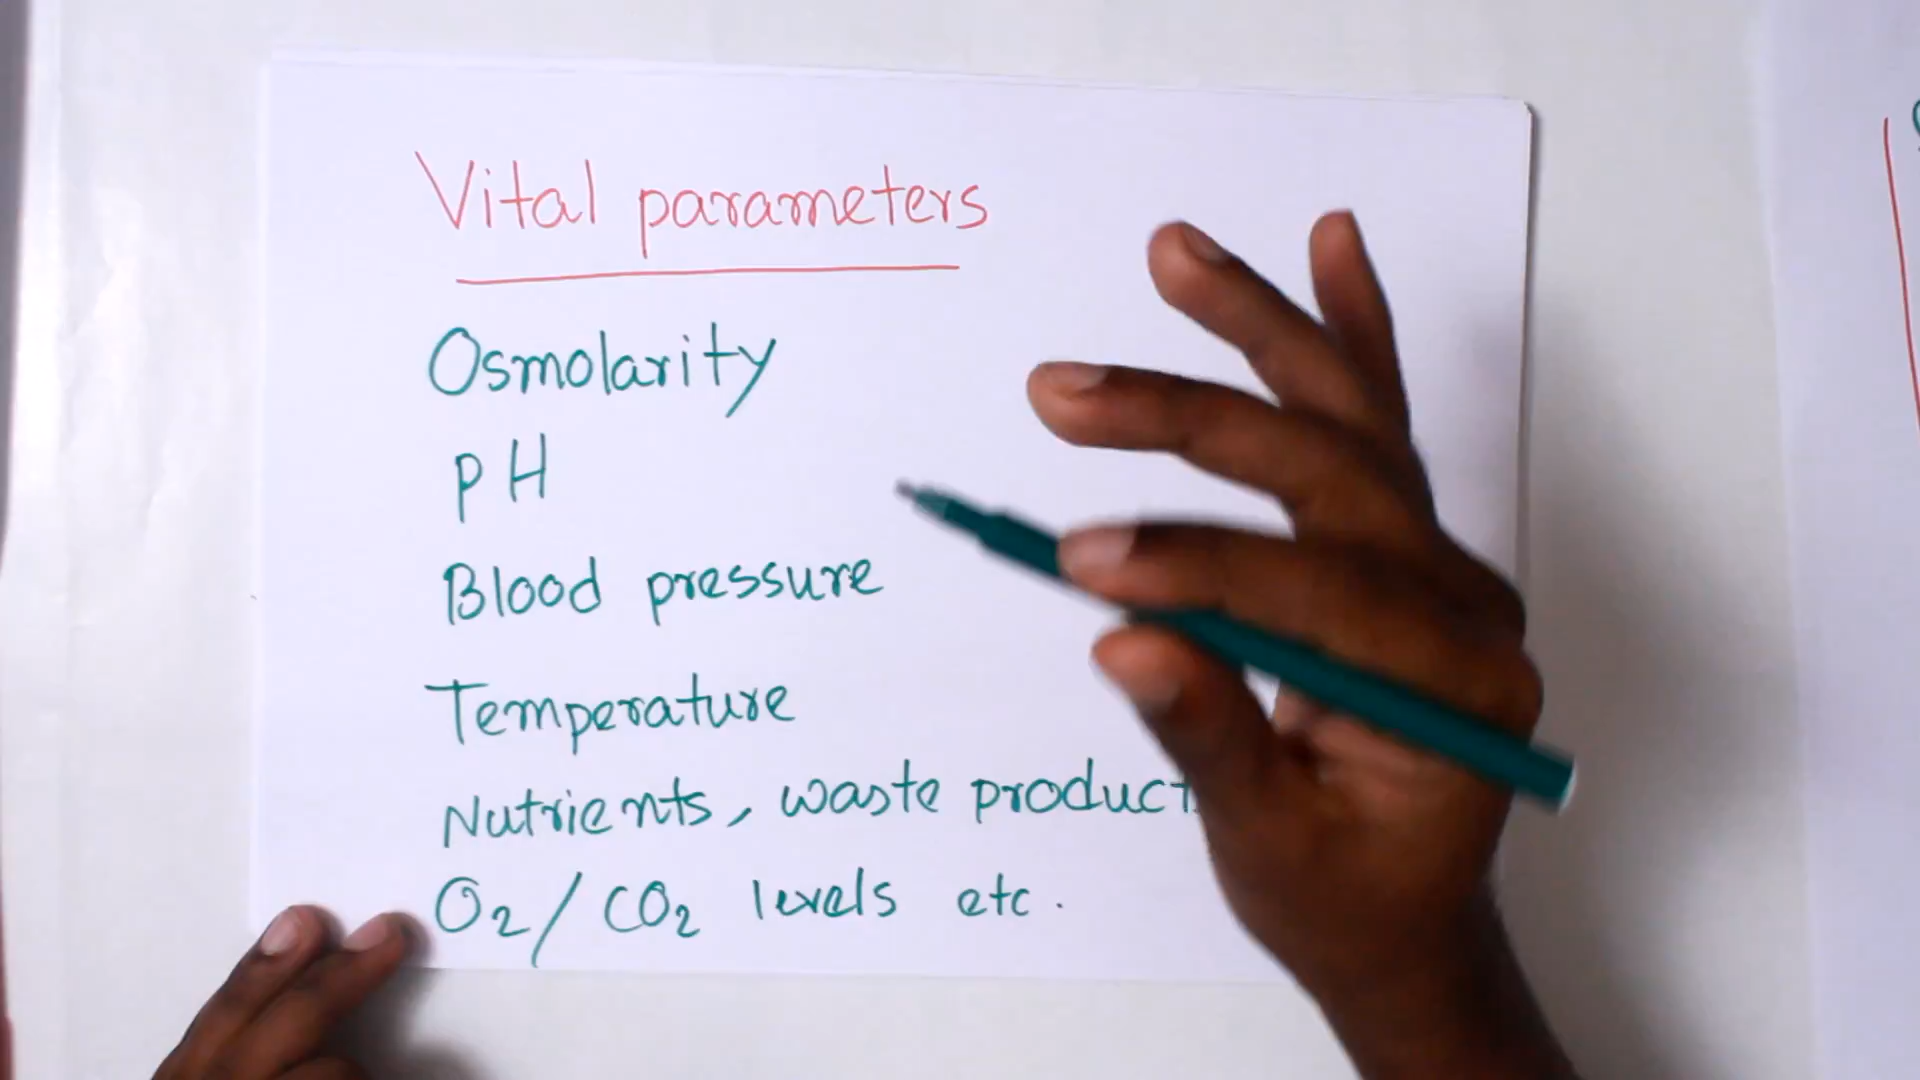 Vital parameters
Osmolarity
pH
Blood pressure
Temperature
Nutrients, waste product
O2/CO2 levels etc.